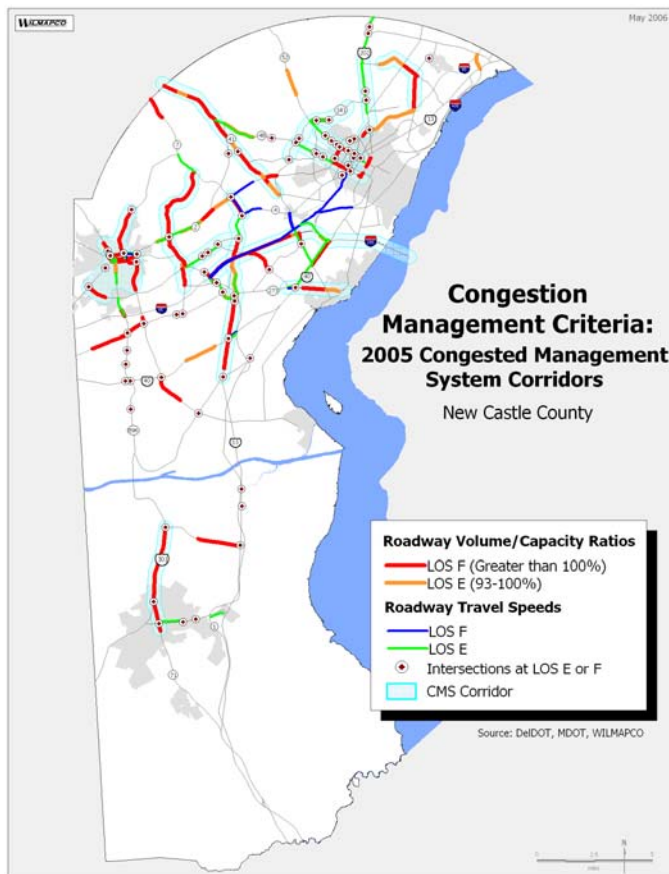 WILMAPCO
May 2006
Congestion
Management Criteria:
2005 Congested Management
System Corridors
New Castle County
Roadway Volume/Capacity Ratios
LOS F (Greater than 100%)
LOS E (93-100%)
Roadway Travel Speeds
LOS F
LOS E
Intersections at LOS E or F
CMS Corridor
Source: DelDOT, MDOT, WILMAPCO
N